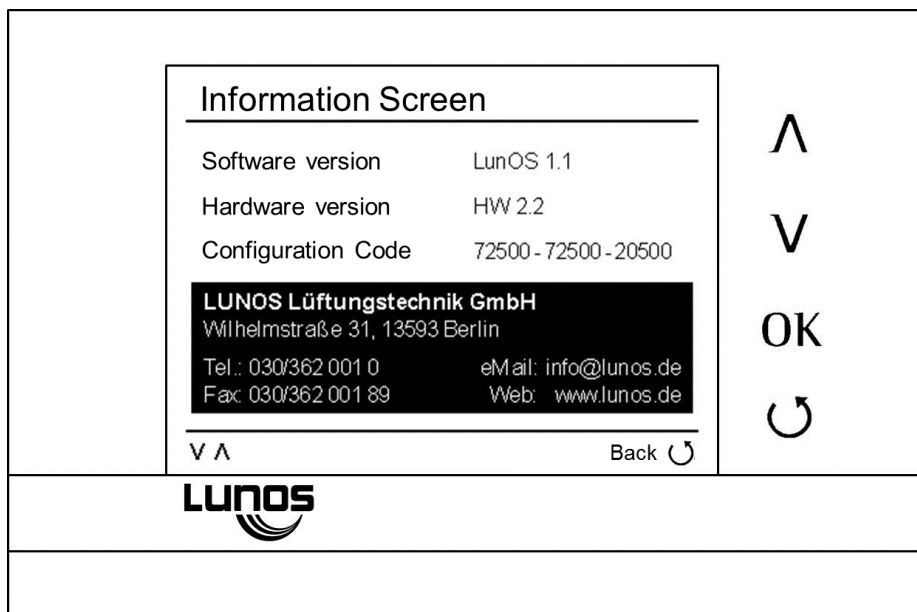 Information Screen
Software version LunOS 1.1
Hardware version HW 2.2
Configuration Code 72500-72500-20500
LUNOS Lüftungstechnik GmbH
Wilhelmstraße 31, 13593 Berlin
Tel.: 030/362 001 0 eMail: info@lunos.de
Fax: 030/362 001 89 Web: www.lunos.de
V Λ Back
Λ
V
OK
LUNOS